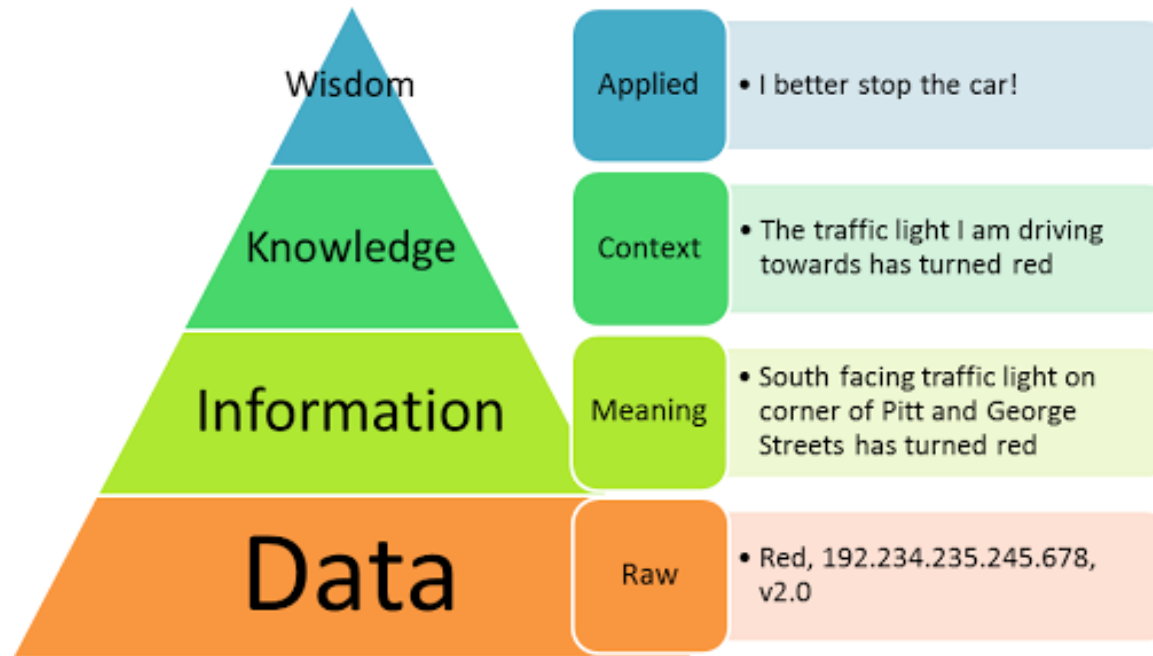 Wisdom
Applied
• I better stop the car!
Knowledge
Context
• The traffic light I am driving
towards has turned red
Information
Meaning
• South facing traffic light on
corner of Pitt and George
Streets has turned red
Data
Raw
• Red, 192.234.235.245.678,
v2.0